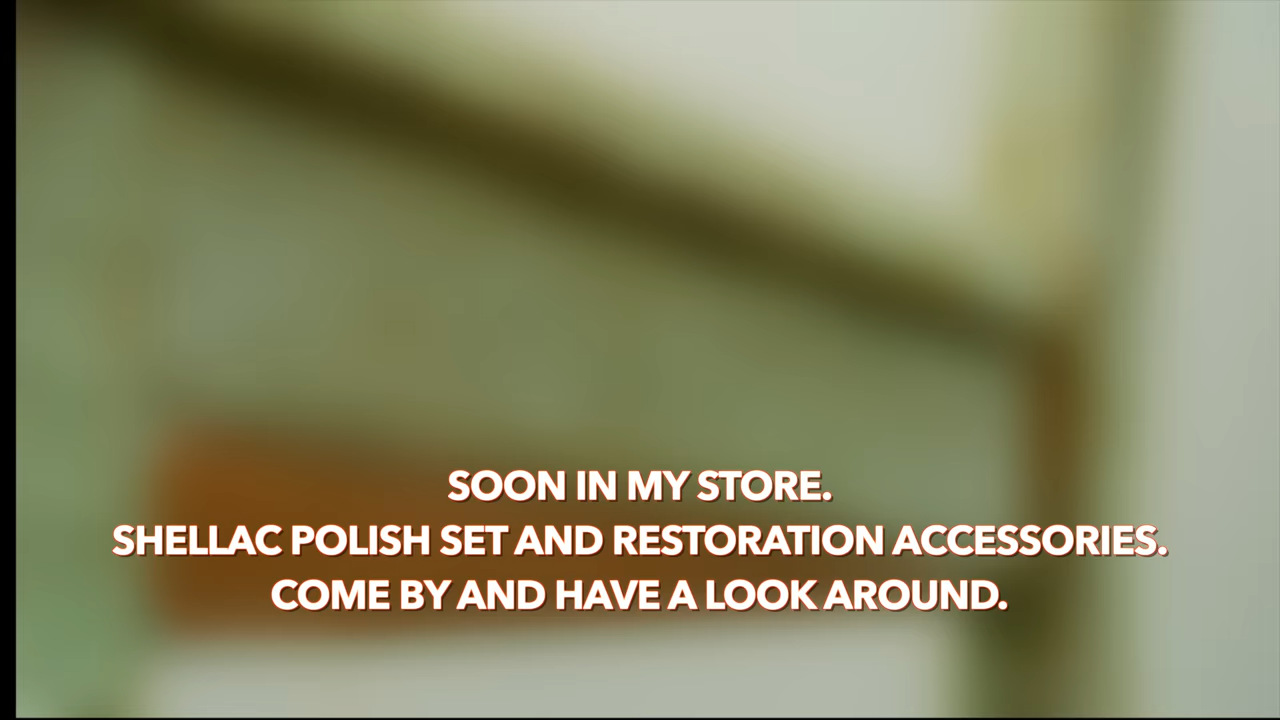 SOON IN MY STORE.
SHELLAC POLISH SET AND RESTORATION ACCESSORIES.
COME BY AND HAVE A LOOK AROUND.